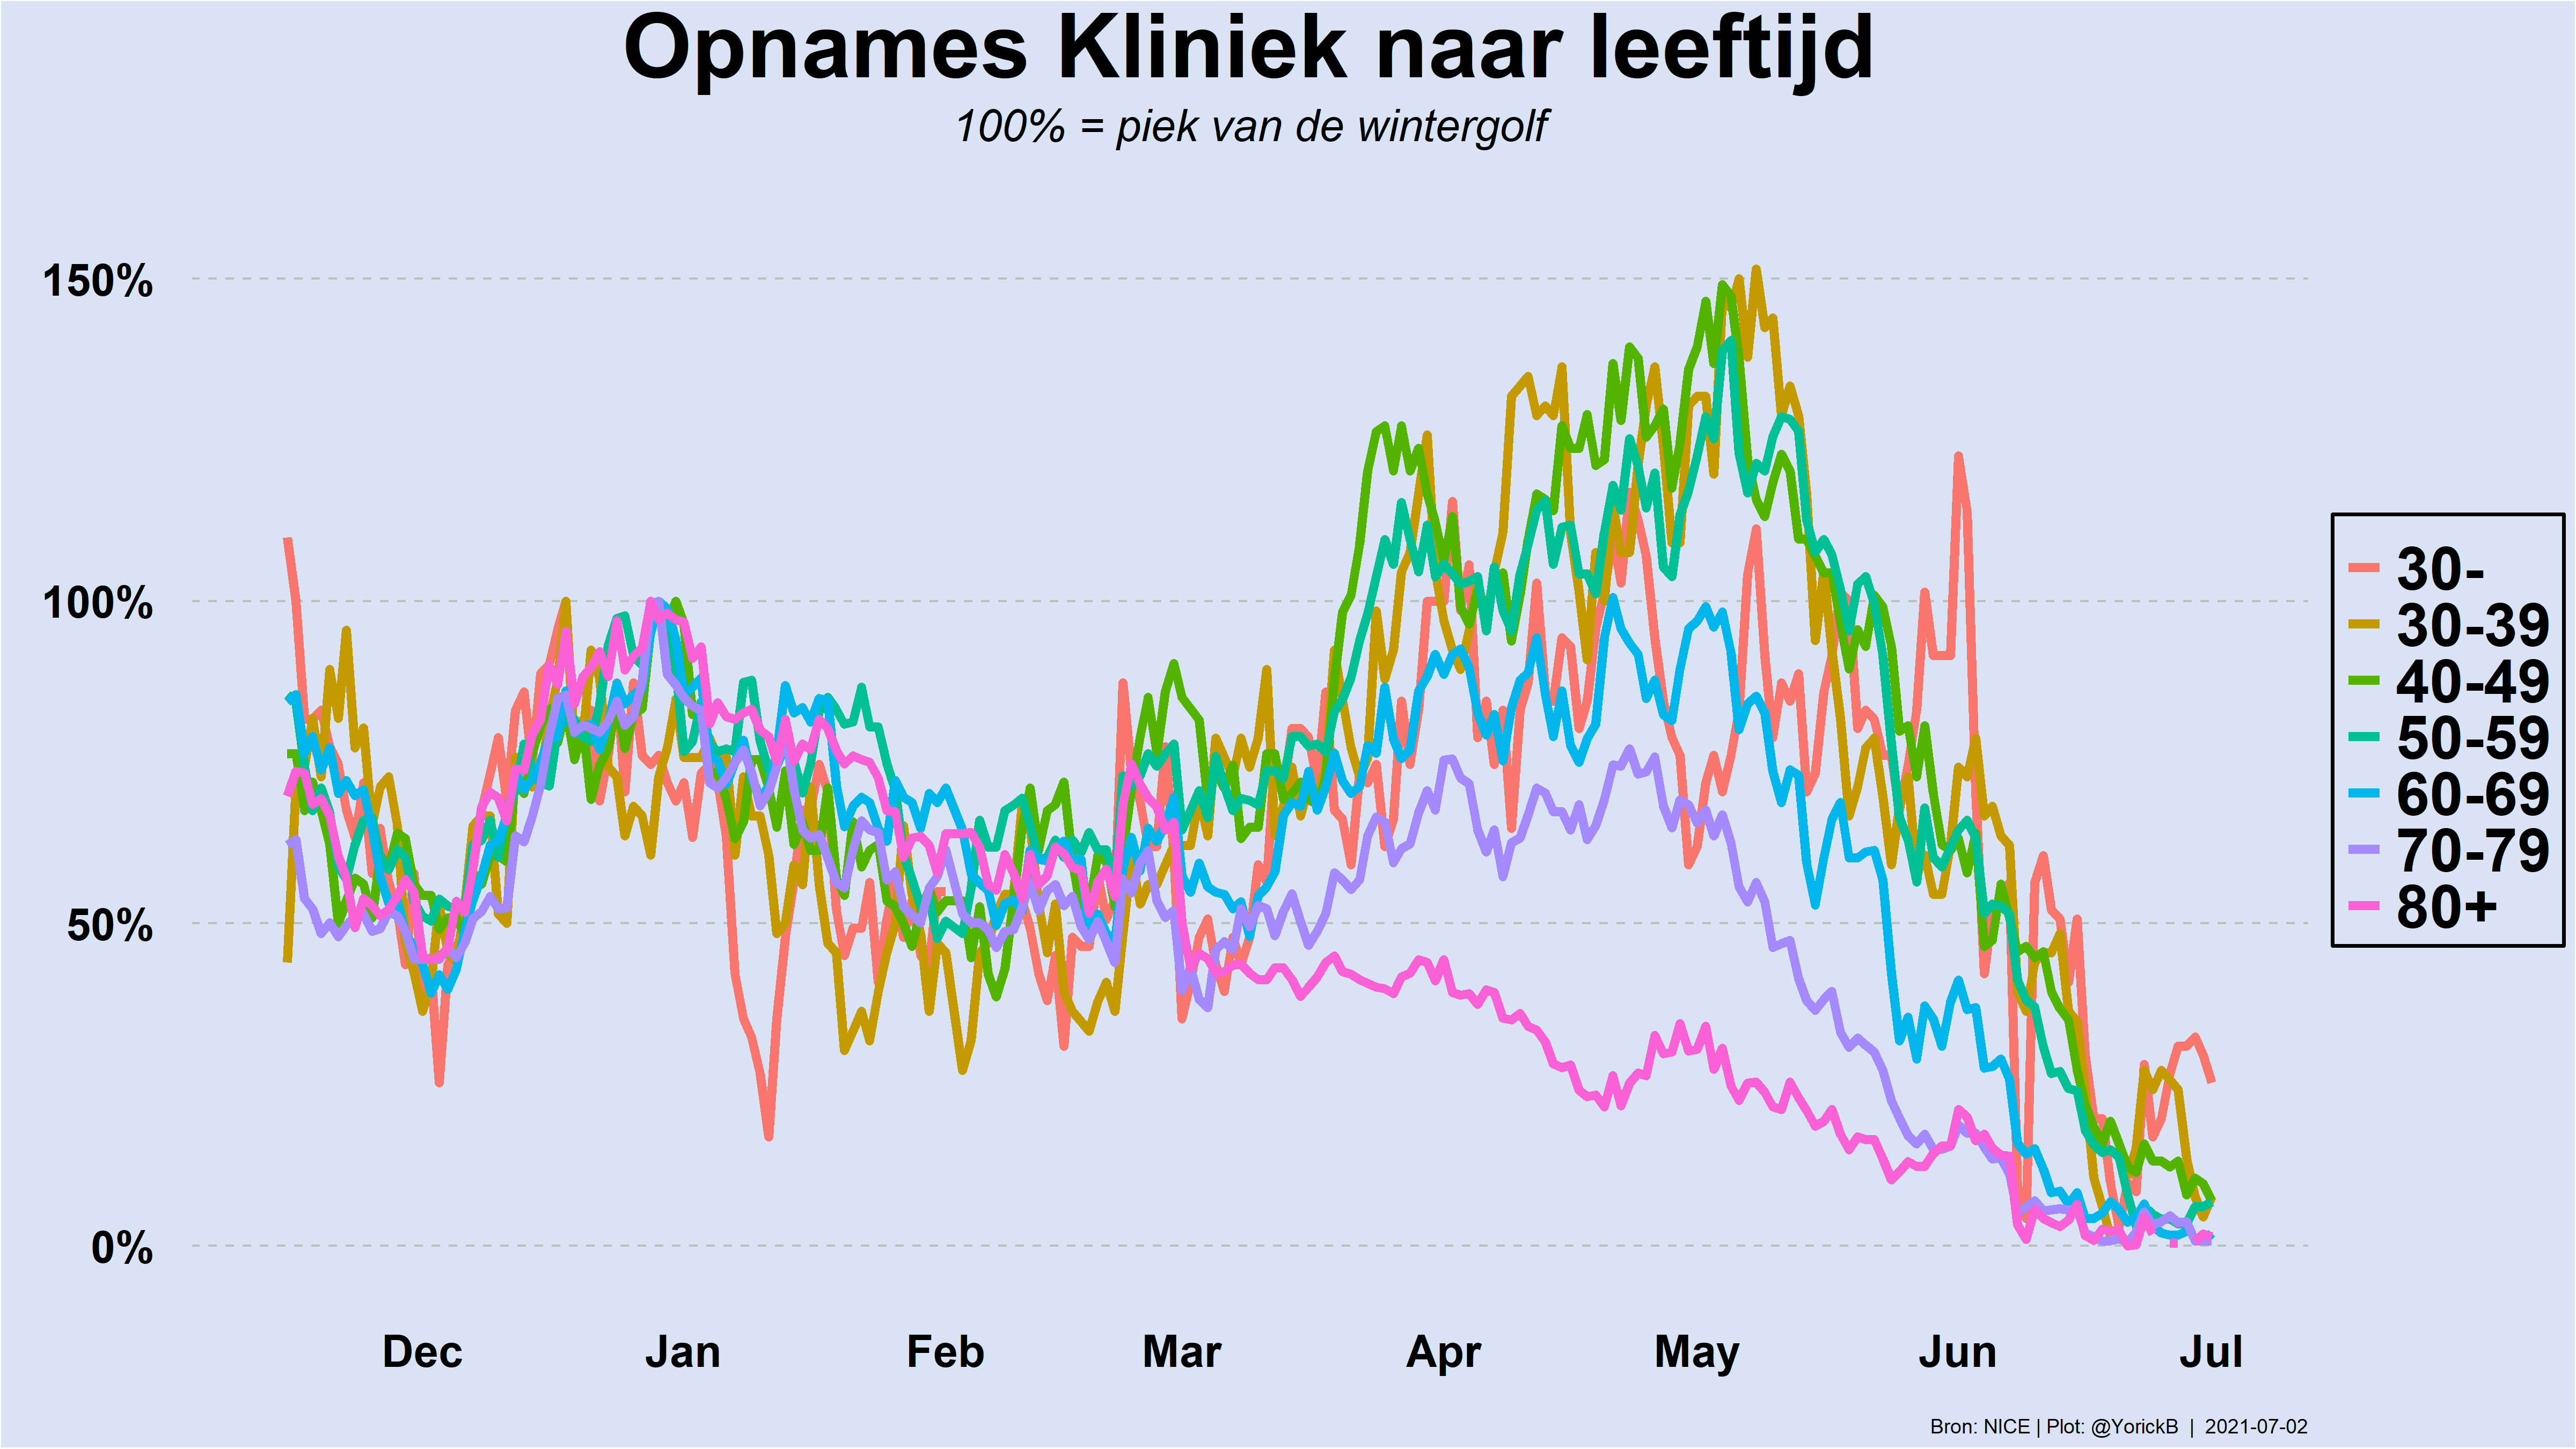 Opnames Kliniek naar leeftijd
100% = piek van de wintergolf
150%
100%
50%
0%
30-
30-39
40-49
50-59
60-69
70-79
80+
Dec Jan Feb Mar Apr May Jun Jul
Bron: NICE | Plot: @YorickB | 2021-07-02